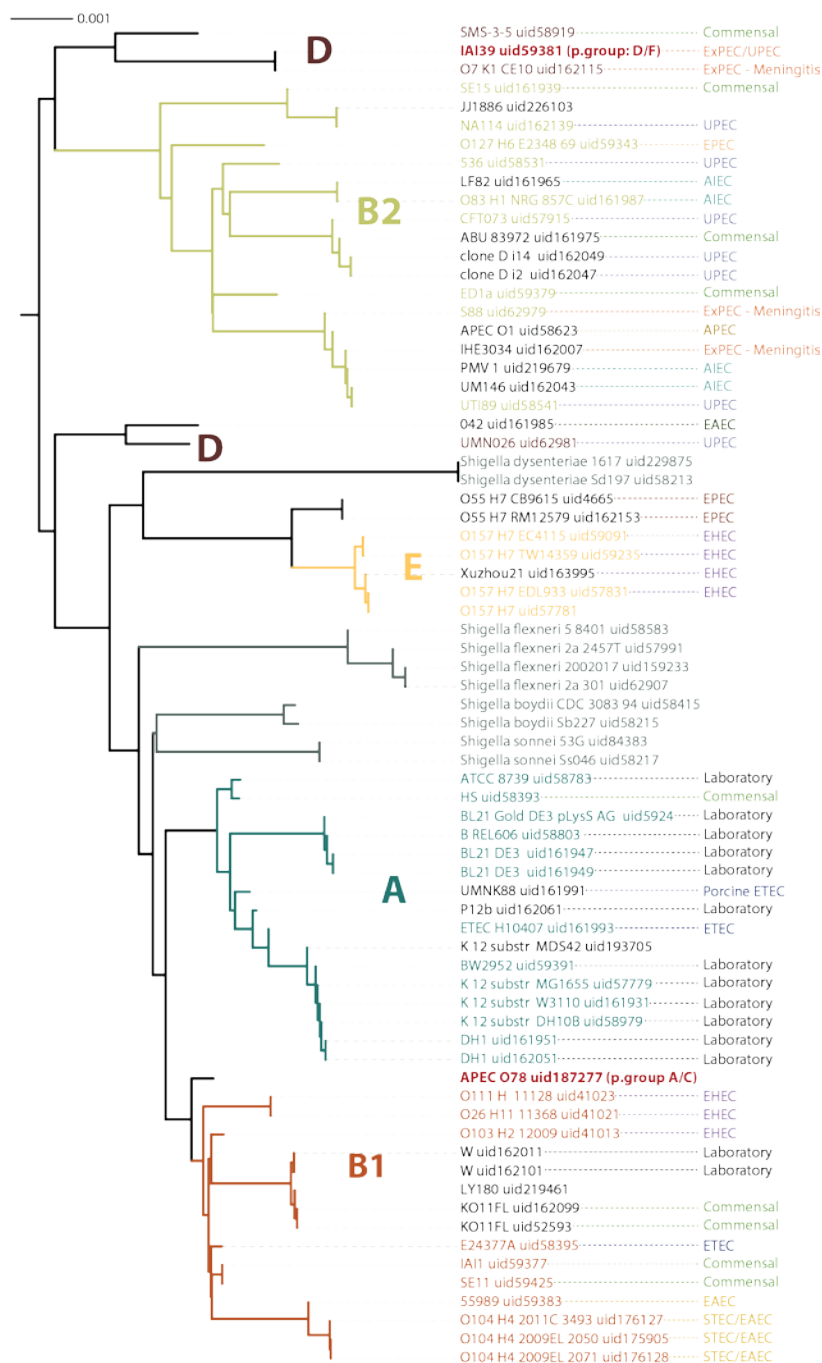 0.001
SMS-3-5 uid58919 Commensal
IAI39 uid59381 (p.group: D/F) ExPEC/UPEC
D
O7 K1 CE10 uid162115 ExPEC - Meningitis
SE15 uid161939 Commensal
JJ1886 uid226103
NA114 uid162139 UPEC
O127 H6 E2348 69 uid59343 EPEC
536 uid58531 UPEC
LF82 uid161965 AIEC
O83 H1 NRG 857C uid161987 AIEC
B2
CFT073 uid57915 UPEC
ABU 83972 uid161975 Commensal
clone D i14 uid162049 UPEC
clone D i2 uid162047 UPEC
ED1a uid59379 Commensal
S88 uid62979 ExPEC - Meningitis
APEC O1 uid58623 APEC
IHE3034 uid162007 ExPEC - Meningitis
PMV 1 uid219679 AIEC
UM146 uid162043 AIEC
UTI89 uid58541 UPEC
042 uid161985 EAEC
D
UMN026 uid62981 UPEC
Shigella dysenteriae 1617 uid229875
Shigella dysenteriae Sd197 uid58213
O55 H7 CB9615 uid4665 EPEC
O55 H7 RM12579 uid162153 EPEC
O157 H7 EC4115 uid59091 EHEC
O157 H7 TW14359 uid59235 EHEC
E
Xuzhou21 uid163995 EHEC
O157 H7 EDL933 uid57831 EHEC
O157 H7 uid57781
Shigella flexneri 5 8401 uid58583
Shigella flexneri 2a 2457T uid57991
Shigella flexneri 2002017 uid159233
Shigella flexneri 2a 301 uid62907
Shigella boydii CDC 3083 94 uid58415
Shigella boydii Sb227 uid58215
Shigella sonnei 53G uid84383
Shigella sonnei Ss046 uid58217
ATCC 8739 uid58783 Laboratory
HS uid58393 Commensal
BL21 Gold DE3 pLysS AG uid5924 Laboratory
B REL606 uid58803 Laboratory
BL21 DE3 uid161947 Laboratory
BL21 DE3 uid161949 Laboratory
A
UMNK88 uid161991 Porcine ETEC
P12b uid162061 Laboratory
ETEC H10407 uid161993 ETEC
K 12 substr MDS42 uid193705
BW2952 uid59391 Laboratory
K 12 substr MG1655 uid57779 Laboratory
K 12 substr W3110 uid161931 Laboratory
K 12 substr DH10B uid58979 Laboratory
DH1 uid161951 Laboratory
DH1 uid162051 Laboratory
APEC O78 uid187277 (p.group A/C)
O111 H 11128 uid41023 EHEC
O26 H11 11368 uid41021 EHEC
O103 H2 12009 uid41013 EHEC
W uid162011 Laboratory
B1
W uid162101 Laboratory
LY180 uid219461
KO11FL uid162099 Commensal
KO11FL uid52593 Commensal
E24377A uid58395 ETEC
IAI1 uid59377 Commensal
SE11 uid59425 Commensal
55989 uid59383 EAEC
O104 H4 2011C 3493 uid176127 STEC/EAEC
O104 H4 2009EL 2050 uid175905 STEC/EAEC
O104 H4 2009EL 2071 uid176128 STEC/EAEC